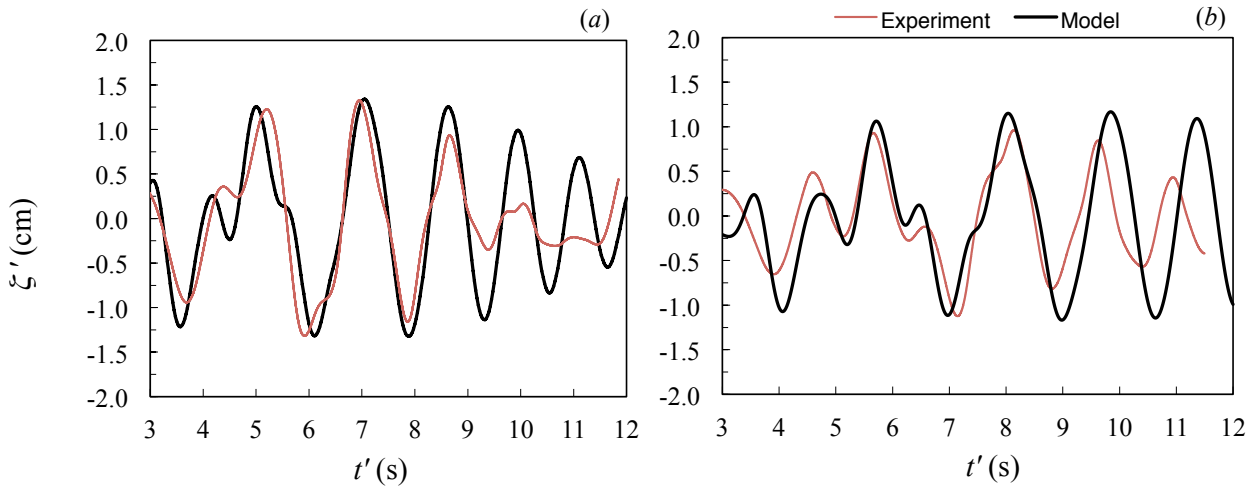 (a)
Experiment Model (b)
2.0 2.0
1.5 1.5
1.0 1.0
0.5 0.5
0.0 0.0
-0.5 -0.5
-1.0 -1.0
-1.5 -1.5
-2.0 -2.0
ζ′ (cm)
3 4 5 6 7 8 9 10 11 12 3 4 5 6 7 8 9 10 11 12
t′ (s) t′ (s)